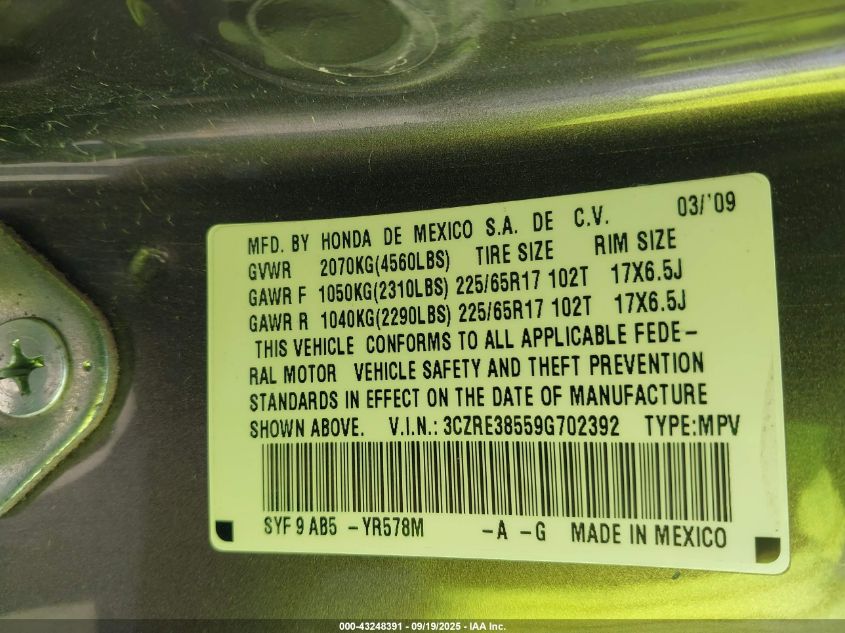 03/'09
MFD. BY HONDA DE MEXICO S.A. DE C.V.
GVWR 2070KG(4560LBS) TIRE SIZE RIM SIZE
GAWR F 1050KG(2310LBS) 225/65R17 102T 17X6.5J
GAWR R 1040KG(2290LBS) 225/65R17 102T 17X6.5J
THIS VEHICLE CONFORMS TO ALL APPLICABLE FEDE-
RAL MOTOR VEHICLE SAFETY AND THEFT PREVENTION
STANDARDS IN EFFECT ON THE DATE OF MANUFACTURE
SHOWN ABOVE. V.I.N.: 3CZRE38559G702392 TYPE:MPV
SYF 9 AB5 -YR578M -A -G MADE IN MEXICO
000-43248391 - 09/19/2025 - IAA Inc.